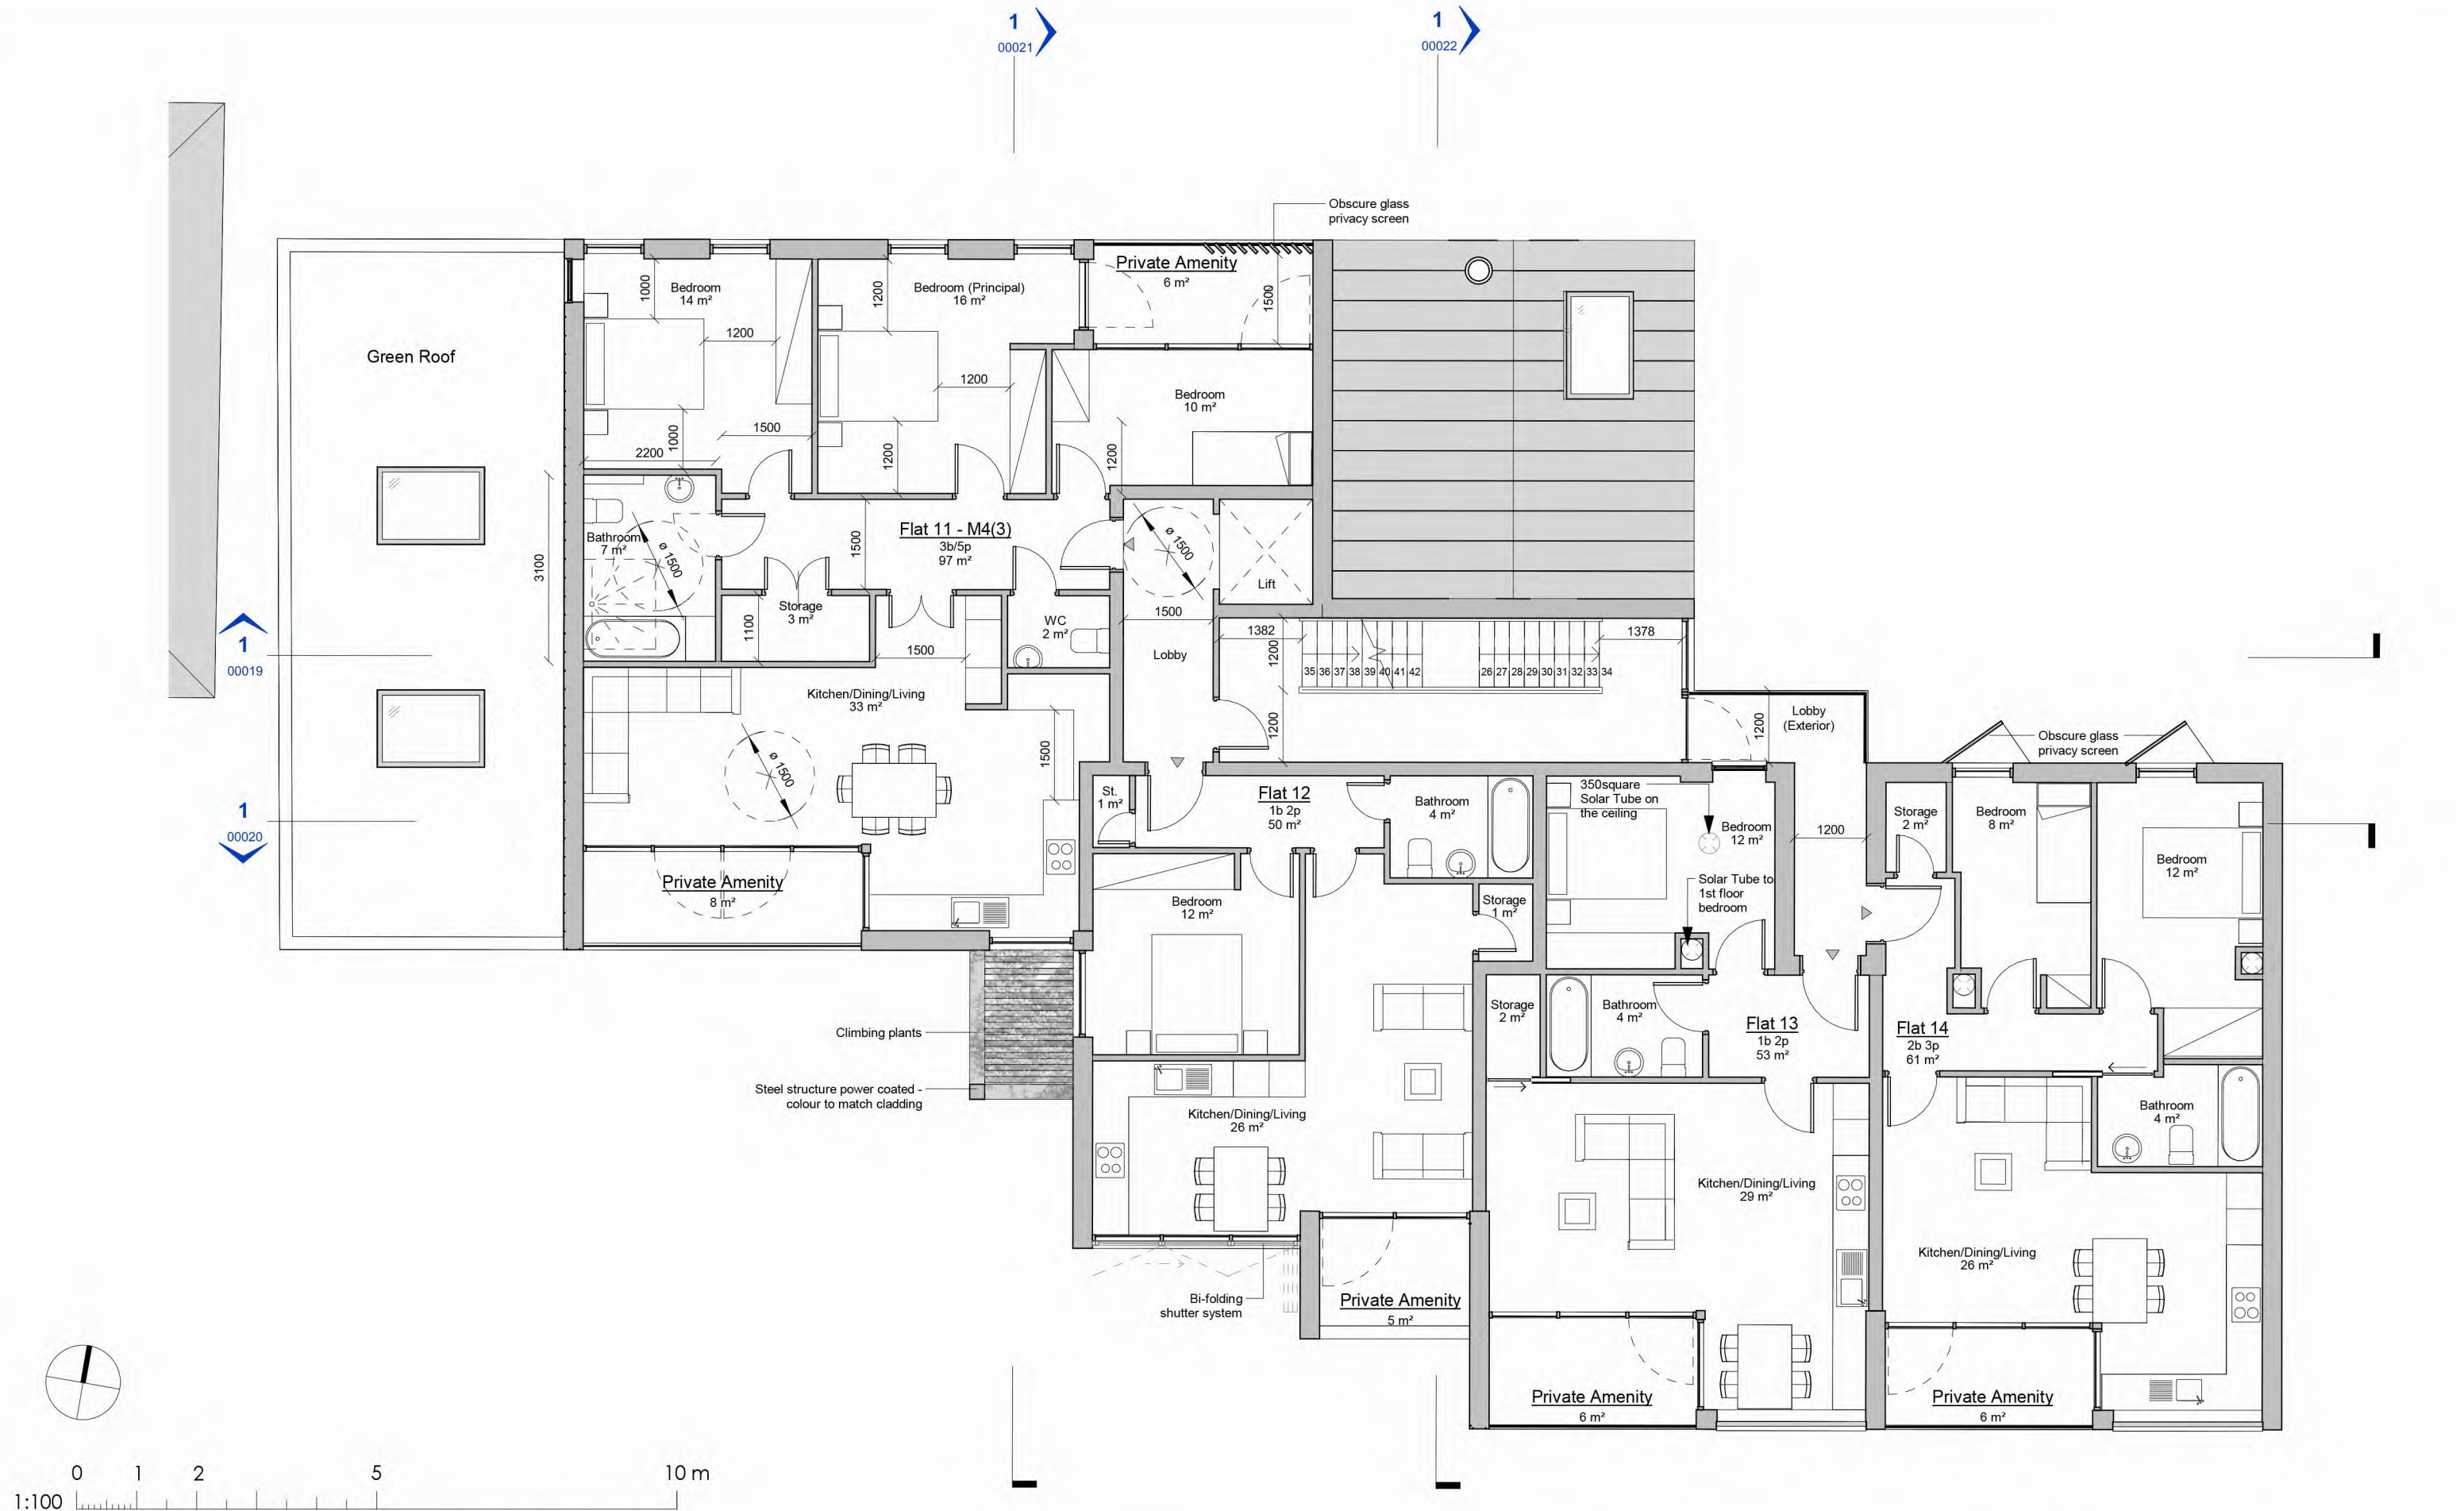 1
00021
1
00022
Obscure glass
privacy screen
Private Amenity
6 m²
1500
Bedroom
14 m²
1000
1200
1000
1500
2200
Bedroom (Principal)
16 m²
1200
1200
1200
Bedroom
10 m²
1200
Green Roof
Bathroom
7 m²
ø 1500
3100
Flat 11 - M4(3)
3b/5p
97 m²
1500
ø 1500
Lift
Storage
3 m²
1100
WC
2 m²
1500
1500
Lobby
1382
1200
1378
35 36 37 38 39 40 41 42
26 27 28 29 30 31 32 33 34
1200
1
00019
Kitchen/Dining/Living
33 m²
ø 1500
1500
Lobby
(Exterior)
1200
Obscure glass
privacy screen
1
00020
Private Amenity
8 m²
St.
1 m²
Flat 12
1b 2p
50 m²
Bathroom
4 m²
350square
Solar Tube on
the ceiling
Bedroom
12 m²
1200
Storage
2 m²
Bedroom
8 m²
Bedroom
12 m²
Bedroom
12 m²
Storage
1 m²
Solar Tube to
1st floor
bedroom
Climbing plants
Steel structure power coated -
colour to match cladding
Storage
2 m²
Bathroom
4 m²
Flat 13
1b 2p
53 m²
Flat 14
2b 3p
61 m²
Kitchen/Dining/Living
26 m²
Bathroom
4 m²
Kitchen/Dining/Living
29 m²
Kitchen/Dining/Living
26 m²
Bi-folding
shutter system
Private Amenity
5 m²
Private Amenity
6 m²
Private Amenity
6 m²
0 1 2 5 10 m
1:100